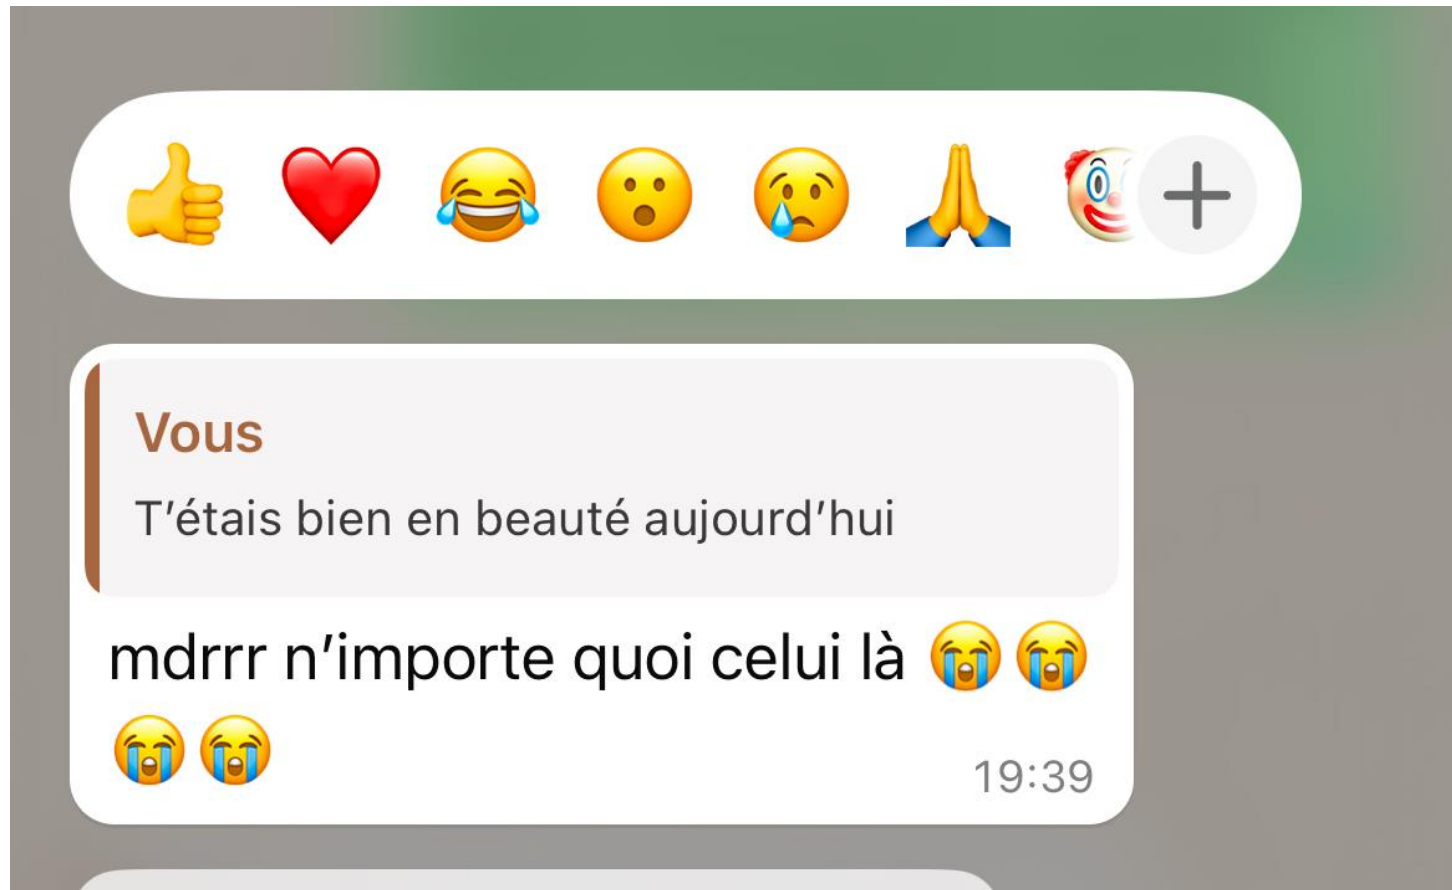 Vous
T’étais bien en beauté aujourd’hui
mdrrr n’importe quoi celui là 😭😭
😭😭
19:39